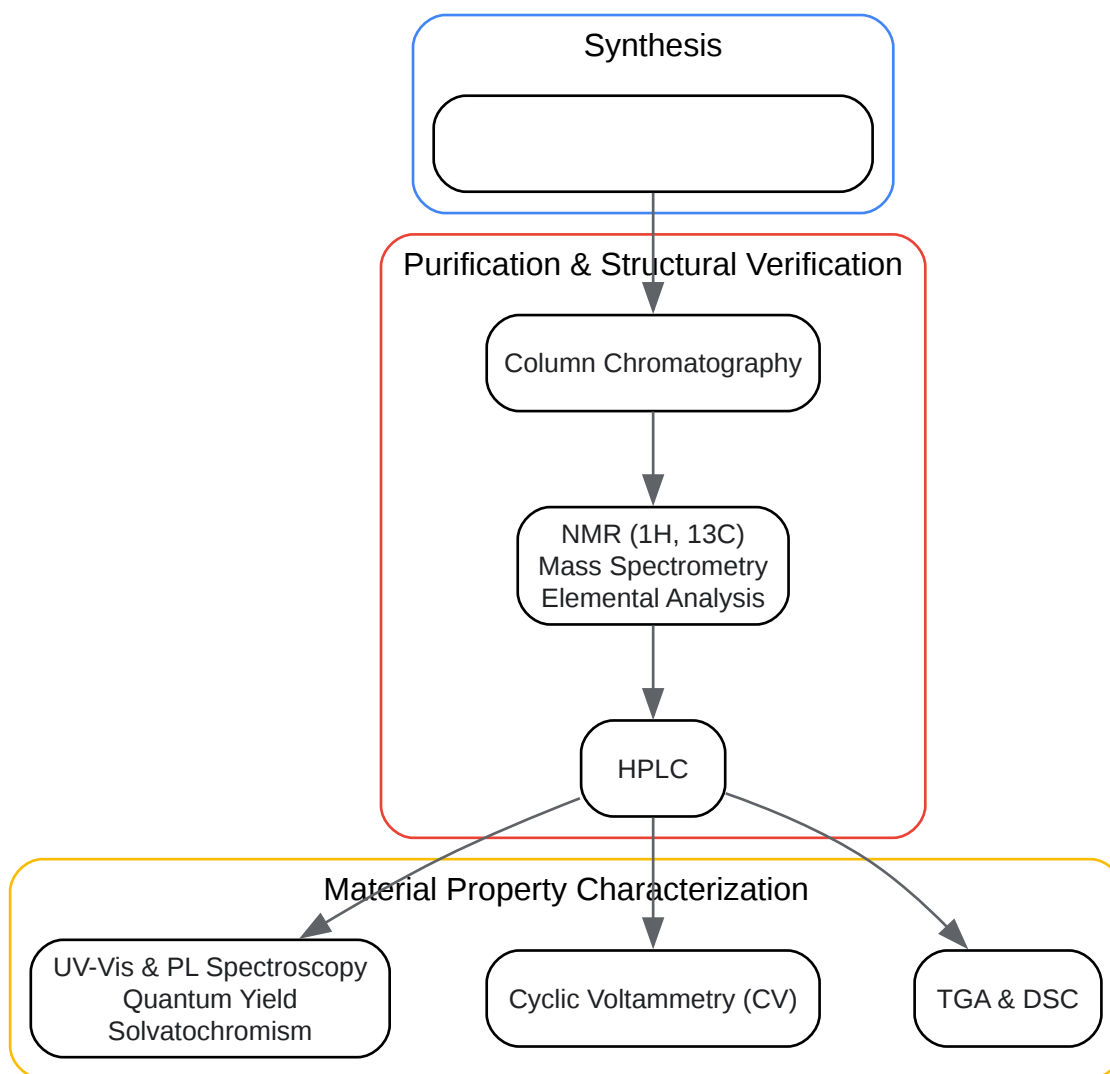 Synthesis
Purification & Structural Verification
Column Chromatography
NMR (1H, 13C)
Mass Spectrometry
Elemental Analysis
HPLC
Material Property Characterization
UV-Vis & PL Spectroscopy
Quantum Yield
Solvatochromism
Cyclic Voltammetry (CV)
TGA & DSC